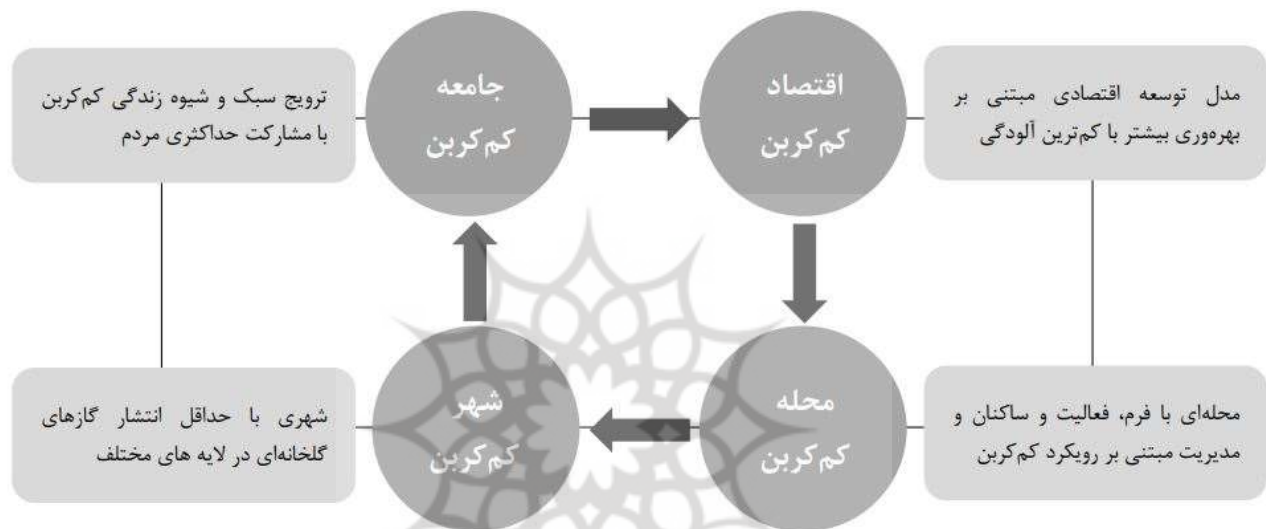 اقتصاد
کم‌کربن
مدل توسعه اقتصادی مبتنی بر
بهره‌وری بیشتر با کم‌ترین آلودگی
جامعه
کم‌کربن
ترویج سبک و شیوه زندگی کم‌کربن
با مشارکت حداکثری مردم
محله
کم‌کربن
محله‌ای با فرم، فعالیت و ساکنان و
مدیریت مبتنی بر رویکرد کم‌کربن
شهر
کم‌کربن
شهری با حداقل انتشار گازهای
گلخانه‌ای در لایه های مختلف